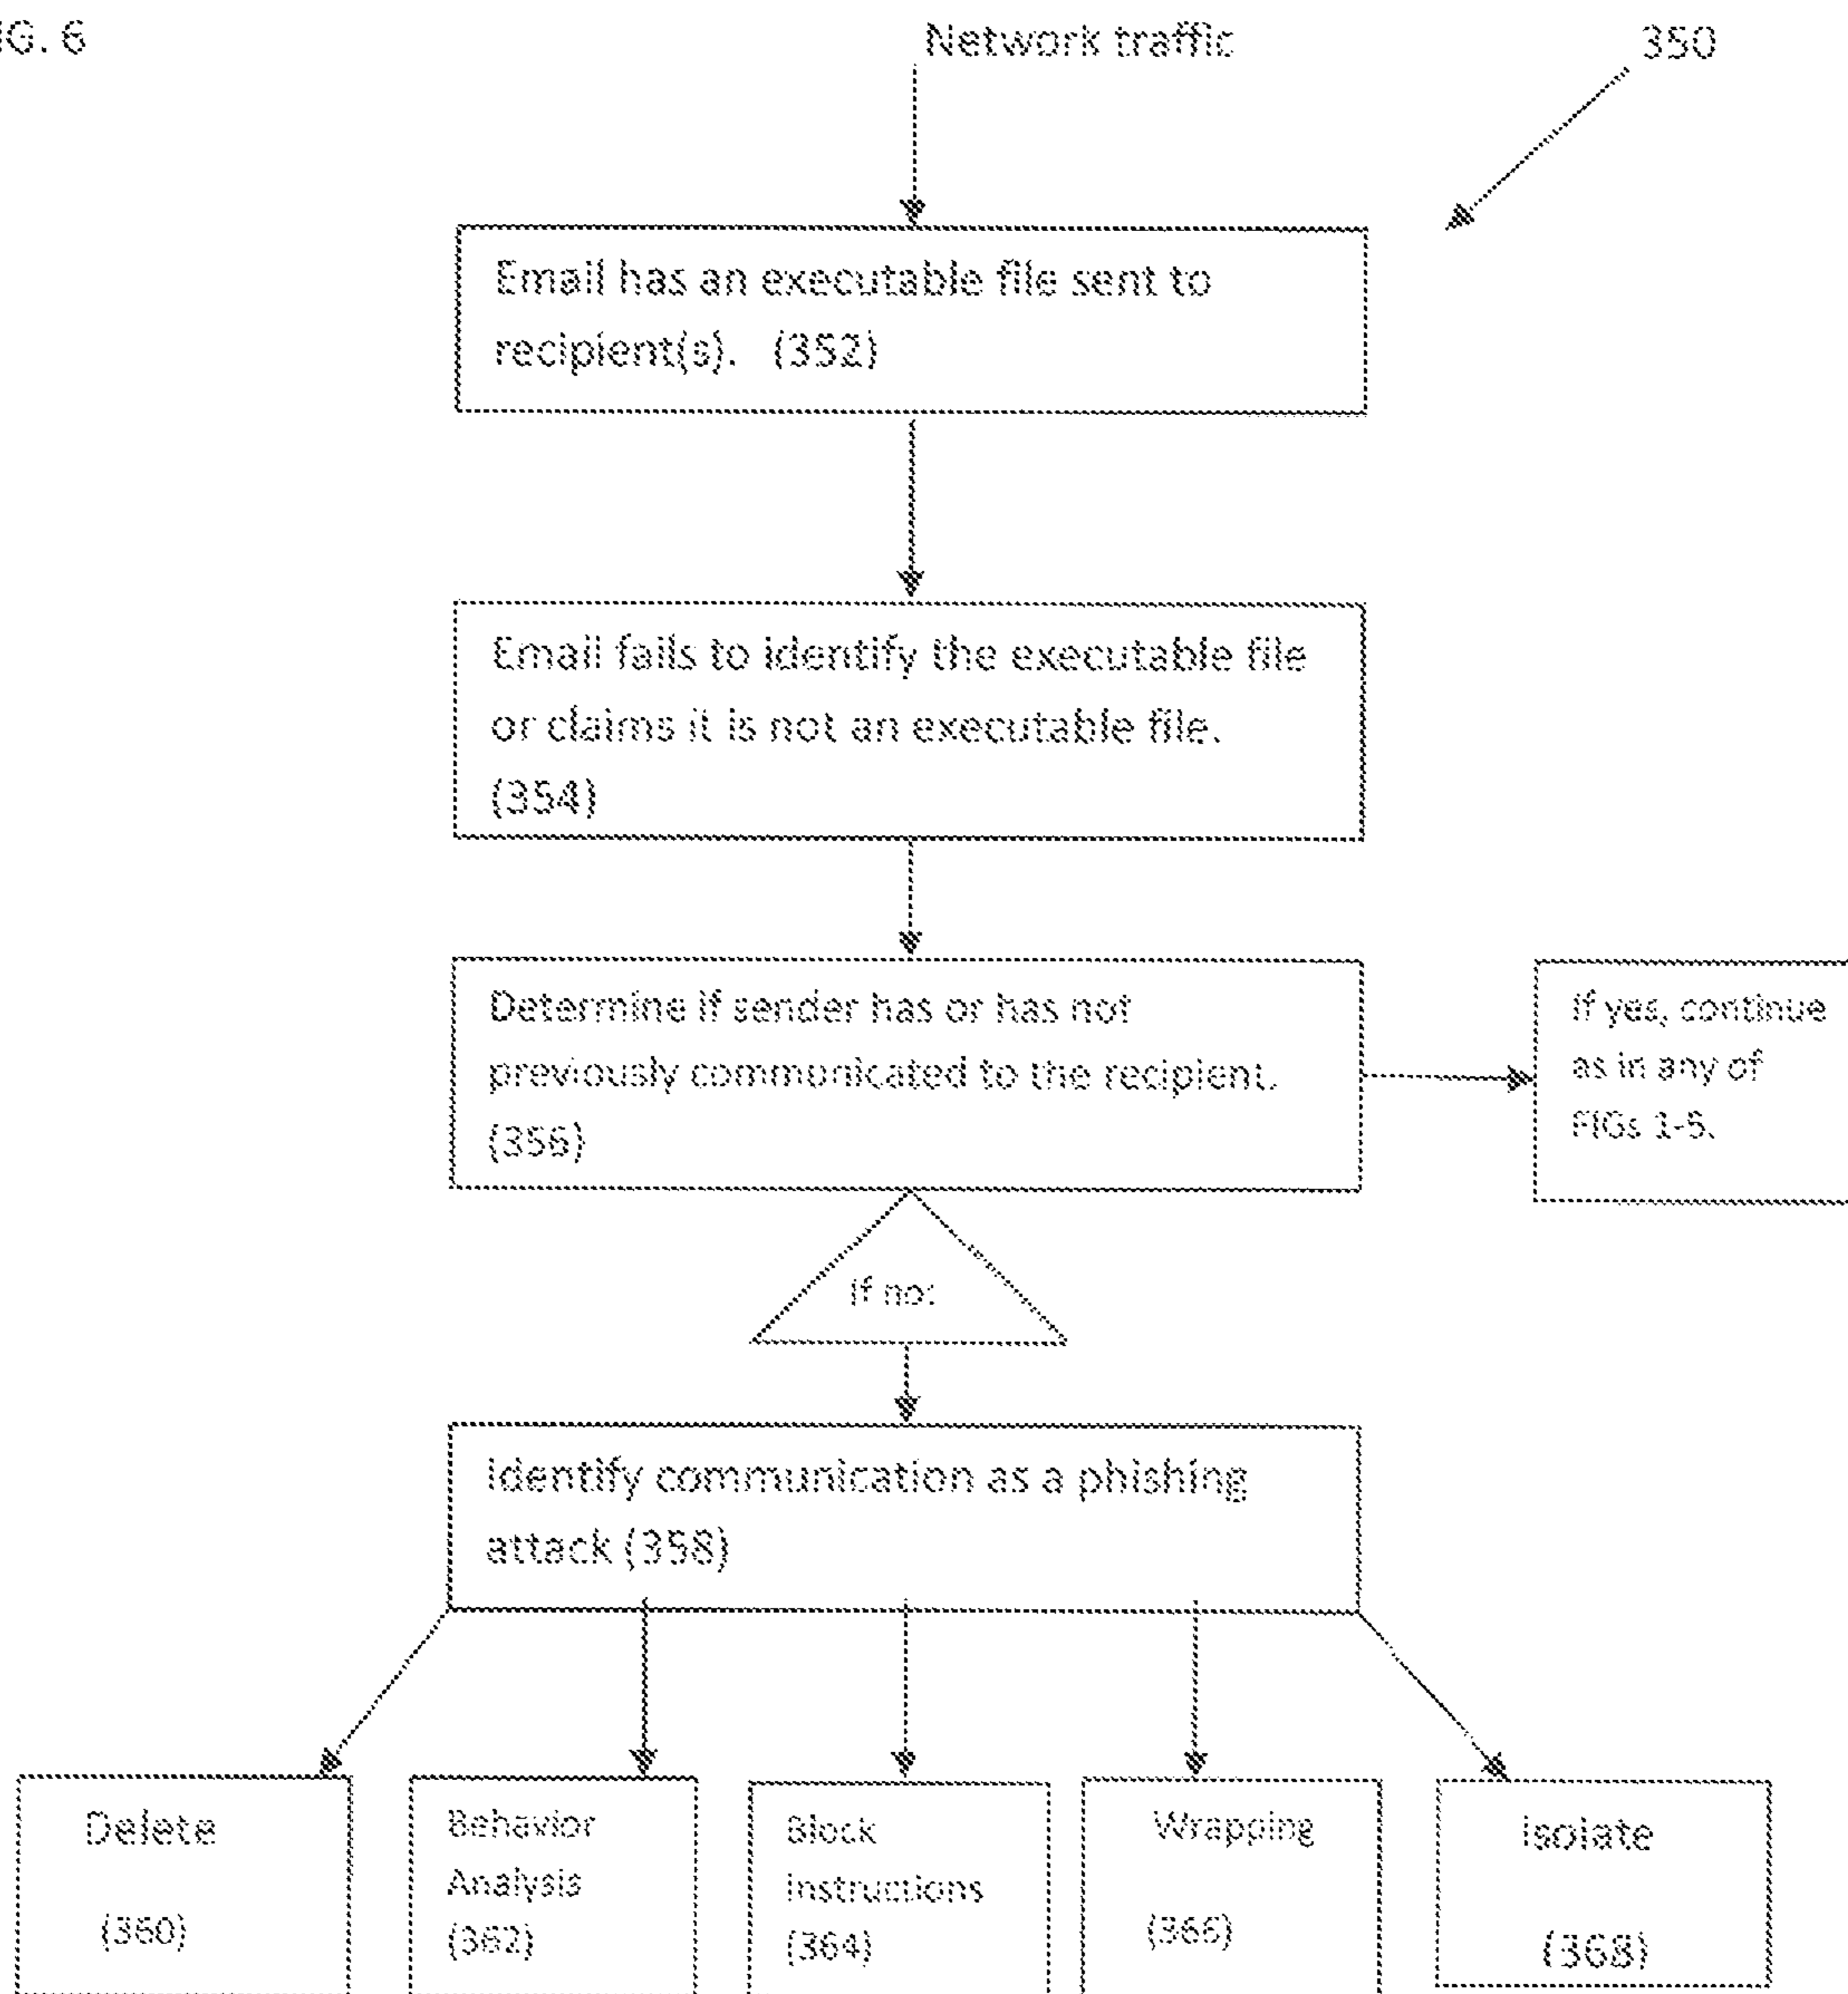 IG. 6
Network traffic
350
Email has an executable file sent to
recipient(s). (352)
Email fails to identify the executable file
or claims it is not an executable file.
(354)
Determine if sender has or has not
previously communicated to the recipient.
(356)
If yes, continue
as in any of
FIGs 1-5.
If no:
Identify communication as a phishing
attack (358)
Delete
(360)
Behavior
Analysis
(362)
Block
Instructions
(364)
Wrapping
(366)
Isolate
(368)